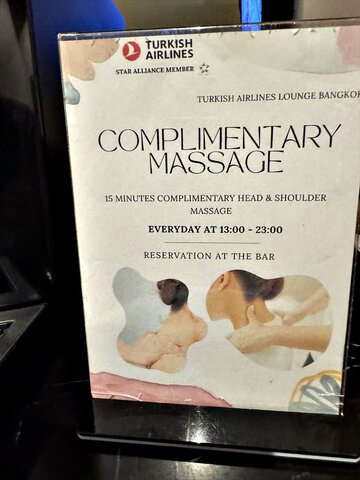 TURKISH
AIRLINES
STAR ALLIANCE MEMBER
TURKISH AIRLINES LOUNGE BANGKOK
COMPLIMENTARY
MASSAGE
15 MINUTES COMPLIMENTARY HEAD & SHOULDER
MASSAGE
EVERYDAY AT 13:00 - 23:00
RESERVATION AT THE BAR